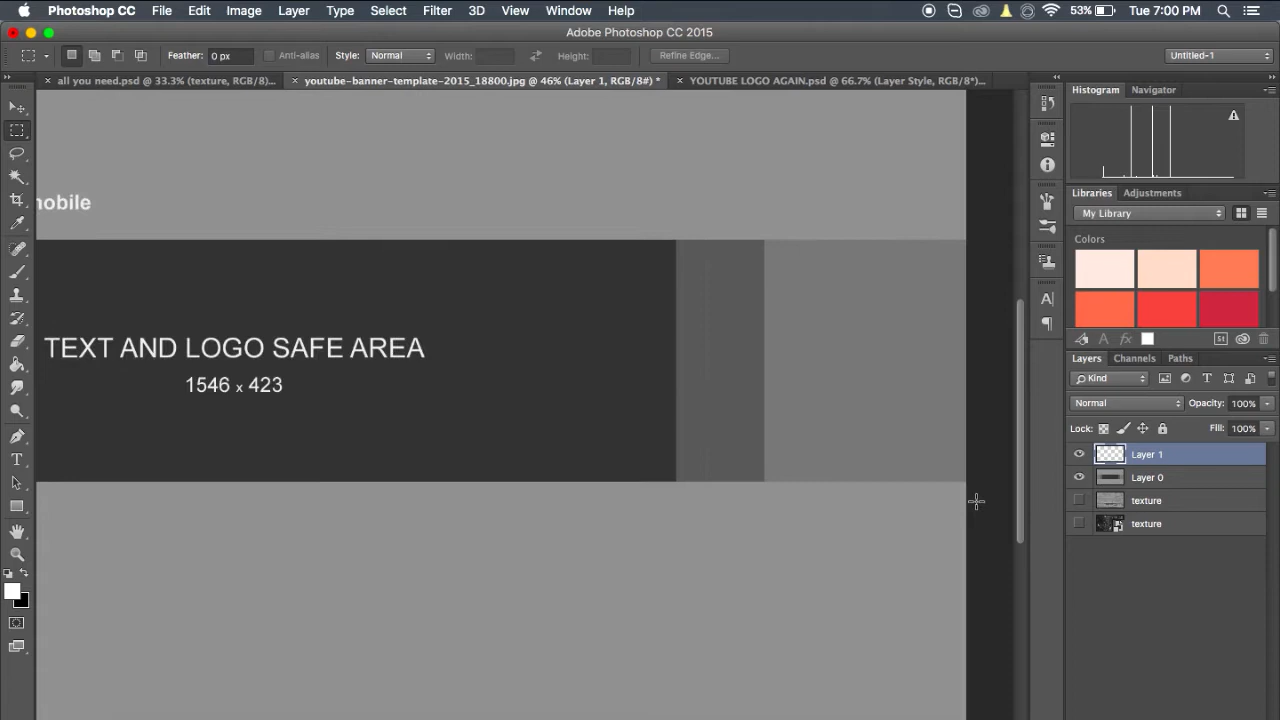 Photoshop CC File Edit Image Layer Type Select Filter 3D View Window Help 53% Tue 7:00 PM
Adobe Photoshop CC 2015
Feather: 0 px Anti-alias Style: Normal Width: Height: Refine Edge... Untitled-1
all you need.psd @ 33.3% (texture, RGB/8)... youtube-banner-template-2015_18800.jpg @ 46% (Layer 1, RGB/8#) * YOUTUBE LOGO AGAIN.psd @ 66.7% (Layer Style, RGB/8*)...
Histogram Navigator
Libraries Adjustments
My Library
Colors
mobile
TEXT AND LOGO SAFE AREA
1546 x 423
Layers Channels Paths
Kind
Normal Opacity: 100%
Lock: Fill: 100%
Layer 1
Layer 0
texture
texture